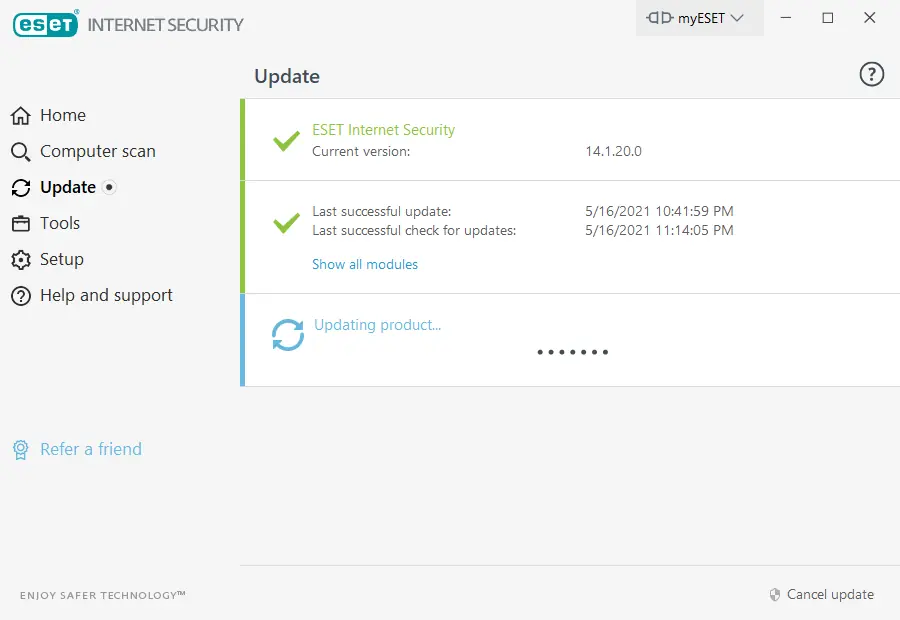 eset® INTERNET SECURITY
myESET
Update
?
Home
Computer scan
Update
Tools
Setup
Help and support
Refer a friend
ESET Internet Security
Current version: 14.1.20.0
Last successful update: 5/16/2021 10:41:59 PM
Last successful check for updates: 5/16/2021 11:14:05 PM
Show all modules
Updating product...
ENJOY SAFER TECHNOLOGY™
Cancel update